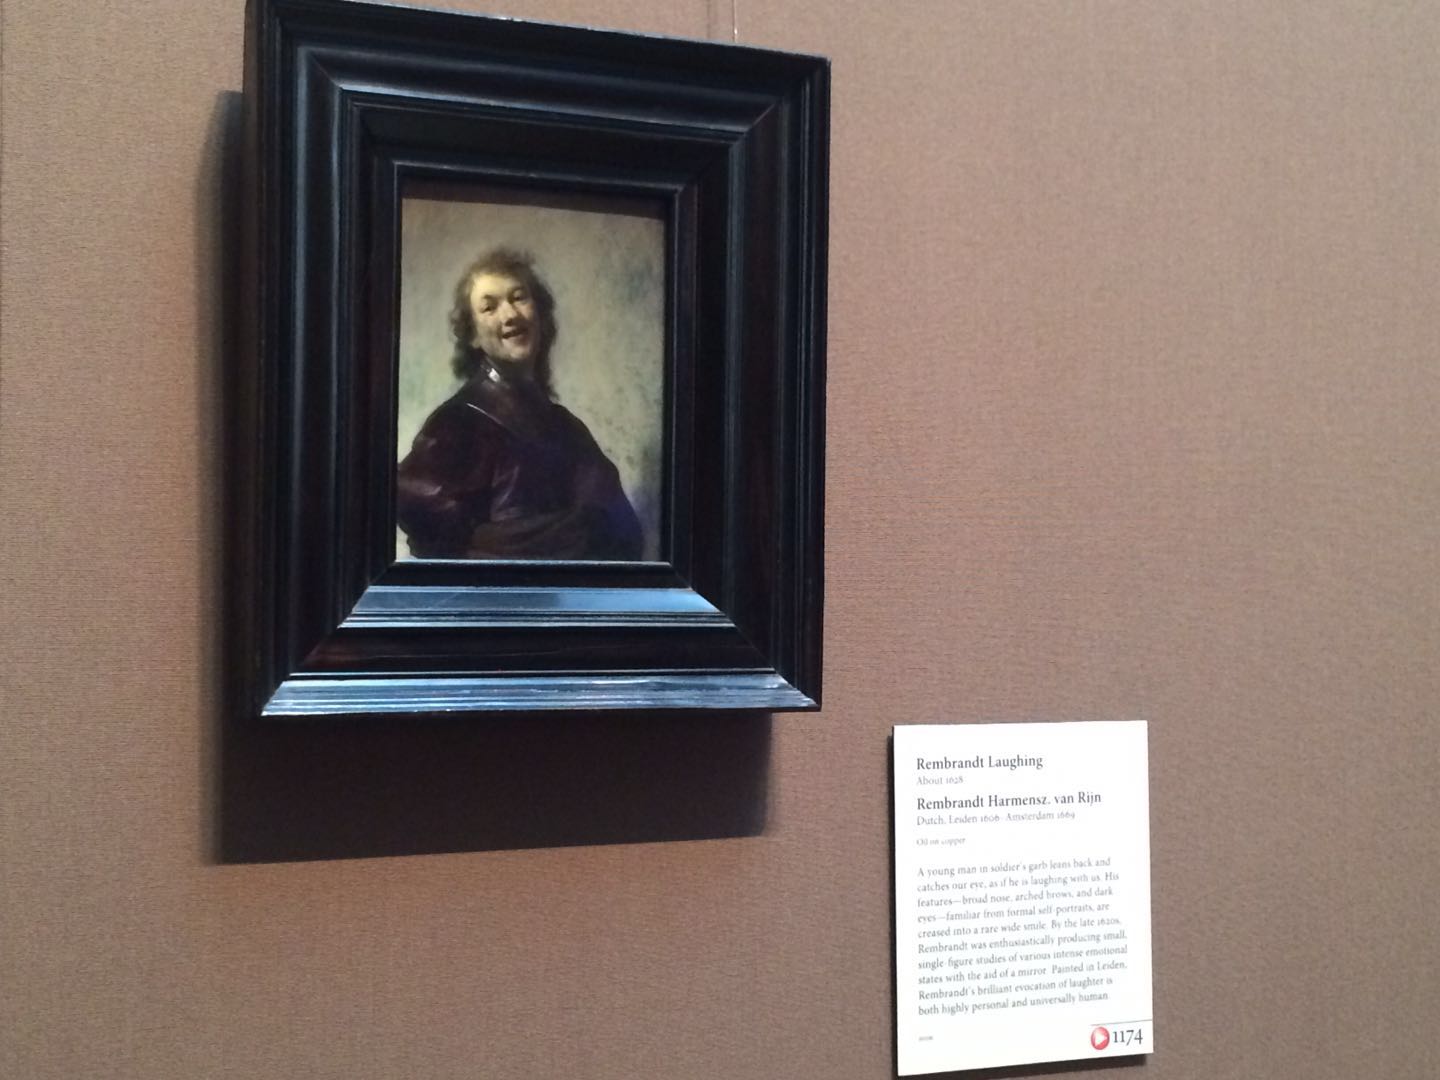 Rembrandt Laughing
About 1628
Rembrandt Harmensz. van Rijn
Dutch, Leiden 1606–Amsterdam 1669
Oil on copper
A young man in soldier's garb leans back and
catches our eye, as if he is laughing with us. His
features—broad nose, arched brows, and dark
eyes—familiar from formal self-portraits, are
creased into a rare wide smile. By the late 1620s,
Rembrandt was enthusiastically producing small,
single-figure studies of various intense emotional
states with the aid of a mirror. Painted in Leiden,
Rembrandt's brilliant evocation of laughter is
both highly personal and universally human
1174